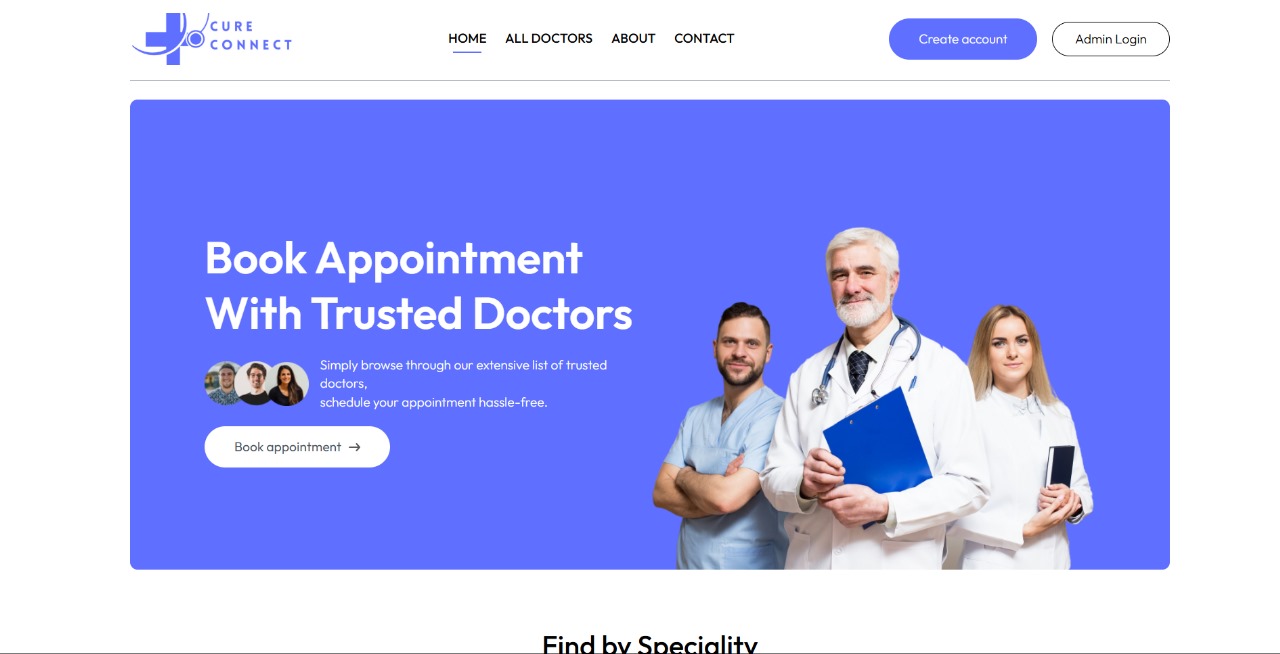 CURE
CONNECT
HOME
ALL DOCTORS
ABOUT
CONTACT
Create account
Admin Login
Book Appointment
With Trusted Doctors
Simply browse through our extensive list of trusted
doctors,
schedule your appointment hassle-free.
Book appointment →
Find by Speciality